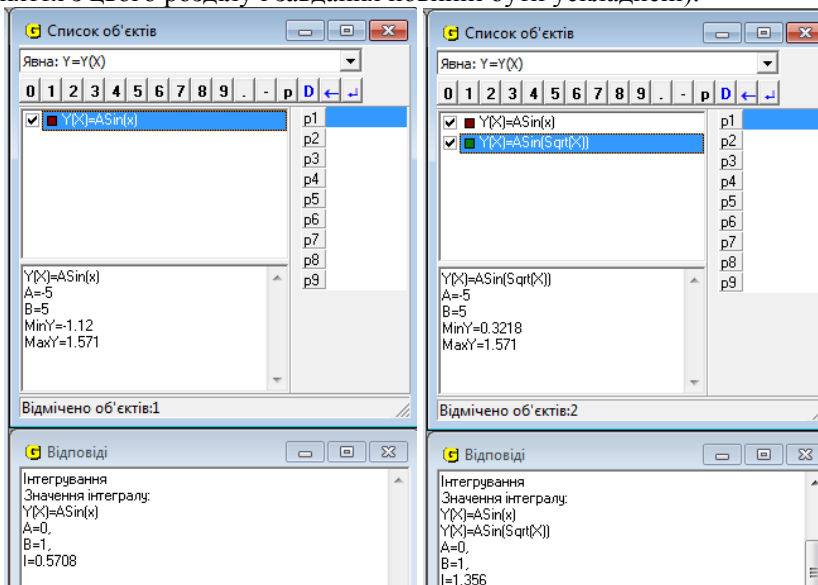 Список об'єктів
Явна: Y=Y(X)
0 1 2 3 4 5 6 7 8 9 . - p D ← ↵
Y(X)=ASin(x)
p1
p2
p3
p4
p5
p6
p7
p8
p9
Y(X)=ASin(x)
A=-5
B=5
MinY=-1.12
MaxY=1.571
Відмічено об'єктів:1
Відповіді
Інтегрування
Значення інтегралу:
Y(X)=ASin(x)
A=0,
B=1,
I=0.5708
Список об'єктів
Явна: Y=Y(X)
0 1 2 3 4 5 6 7 8 9 . - p D ← ↵
Y(X)=ASin(x)
Y(X)=ASin(Sqrt(X))
p1
p2
p3
p4
p5
p6
p7
p8
p9
Y(X)=ASin(Sqrt(X))
A=-5
B=5
MinY=0.3218
MaxY=1.571
Відмічено об'єктів:2
Відповіді
Інтегрування
Значення інтегралу:
Y(X)=ASin(x)
Y(X)=ASin(Sqrt(X))
A=0,
B=1,
I=1.356